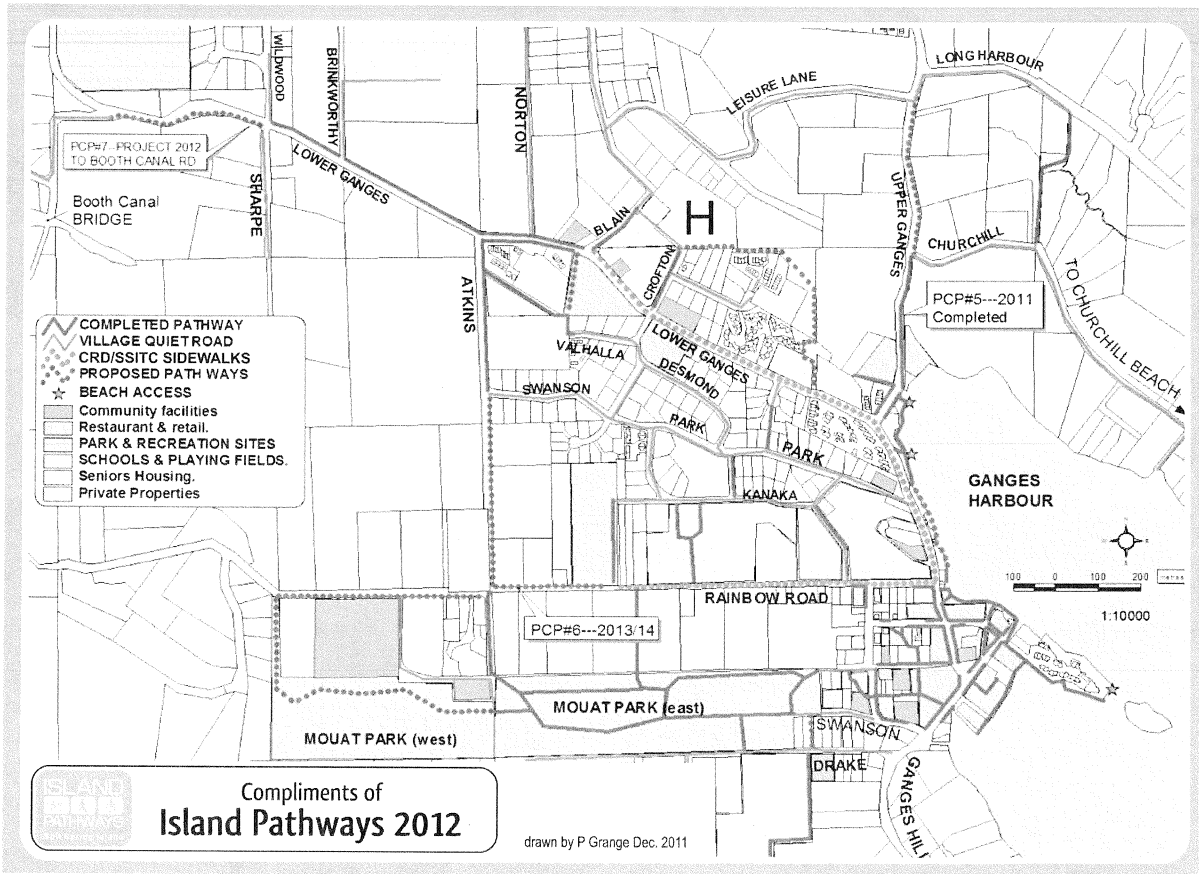 WILDWOOD
BRINKWORTHY
NORTON
LEISURE LANE
LONG HARBOUR
PCP#7--PROJECT 2012
TO BOOTH CANAL RD
LOWER GANGES
SHARPE
Booth Canal
BRIDGE
BLAIN
H
UPPER GANGES
CHURCHILL
CROFTON
ATKINS
TO CHURCHILL BEACH
PCP#5---2011
Completed
COMPLETED PATHWAY
VILLAGE QUIET ROAD
CRD/SSITC SIDEWALKS
PROPOSED PATH WAYS
BEACH ACCESS
Community facilities
Restaurant & retail.
PARK & RECREATION SITES
SCHOOLS & PLAYING FIELDS.
Seniors Housing.
Private Properties
VALHALLA
LOWER GANGES
DESMOND
SWANSON
PARK
PARK
KANAKA
GANGES
HARBOUR
100 0 100 200
1:10000
RAINBOW ROAD
PCP#6---2013/14
MOUAT PARK (east)
MOUAT PARK (west)
SWANSON
DRAKE
GANGES HILL
ISLAND
PATHWAYS
Compliments of
Island Pathways 2012
drawn by P Grange Dec. 2011